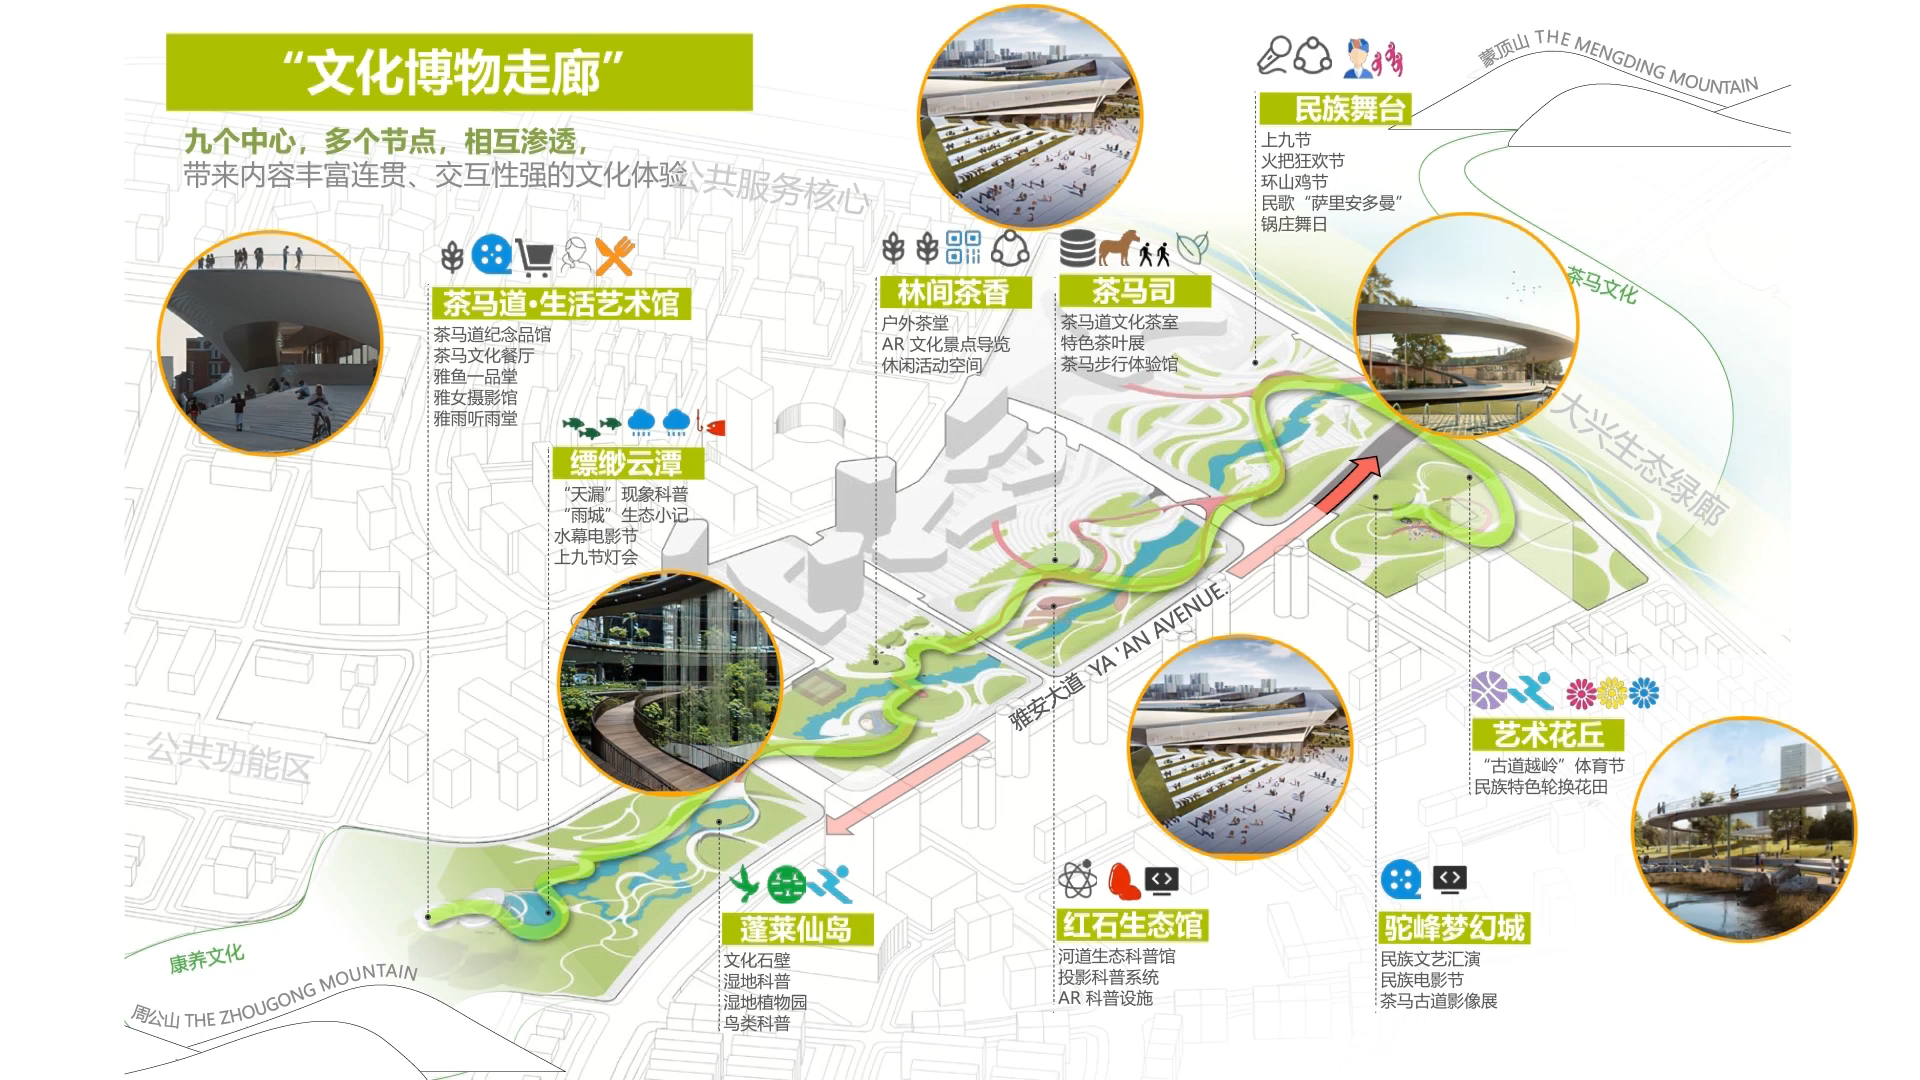 “文化博物走廊”
九个中心，多个节点，相互渗透，
带来内容丰富连贯、交互性强的文化体验
公共服务核心
蒙顶山 THE MENGDING MOUNTAIN
民族舞台
上九节
火把狂欢节
环山鸡节
民歌“萨里安多曼”
锅庄舞日
茶马文化
大兴生态绿廊
茶马道·生活艺术馆
茶马道纪念品馆
茶马文化餐厅
雅鱼一品堂
雅女摄影馆
雅雨听雨堂
林间茶香
户外茶堂
AR 文化景点导览
休闲活动空间
茶马司
茶马道文化茶室
特色茶叶展
茶马步行体验馆
缥缈云潭
“天漏”现象科普
“雨城”生态小记
水幕电影节
上九节灯会
雅安大道 YA 'AN AVENUE.
公共功能区
艺术花丘
“古道越岭”体育节
民族特色轮换花田
蓬莱仙岛
文化石壁
湿地科普
湿地植物园
鸟类科普
红石生态馆
河道生态科普馆
投影科普系统
AR 科普设施
驼峰梦幻城
民族文艺汇演
民族电影节
茶马古道影像展
康养文化
周公山 THE ZHOUGONG MOUNTAIN